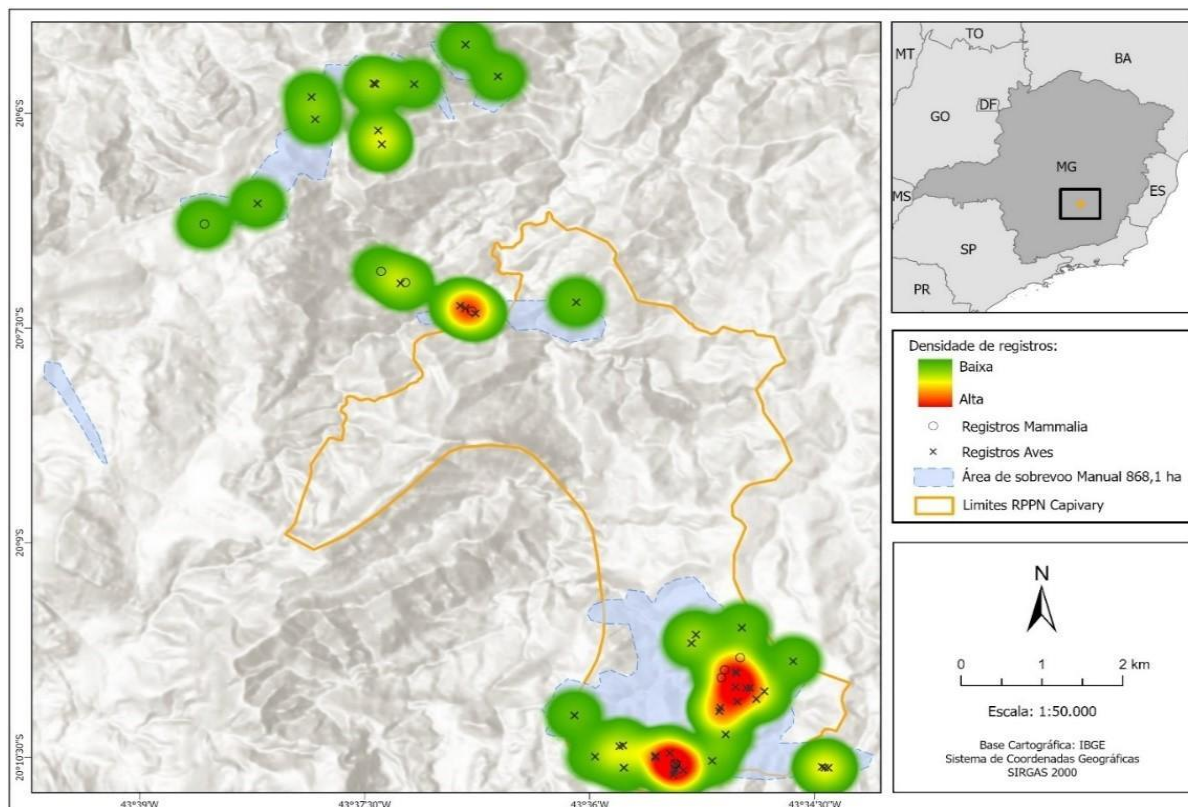 20°6'S
20°7'30"S
20°9'S
20°10'30"S
43°39'W
43°37'30"W
43°36'W
43°34'30"W
TO
MT
BA
DF
GO
MG
MS
ES
SP
PR
Densidade de registros:
Baixa
Alta
Registros Mammalia
Registros Aves
Área de sobrevoo Manual 868,1 ha
Limites RPPN Capivary
N
0 1 2 km
Escala: 1:50.000
Base Cartográfica: IBGE
Sistema de Coordenadas Geográficas
SIRGAS 2000